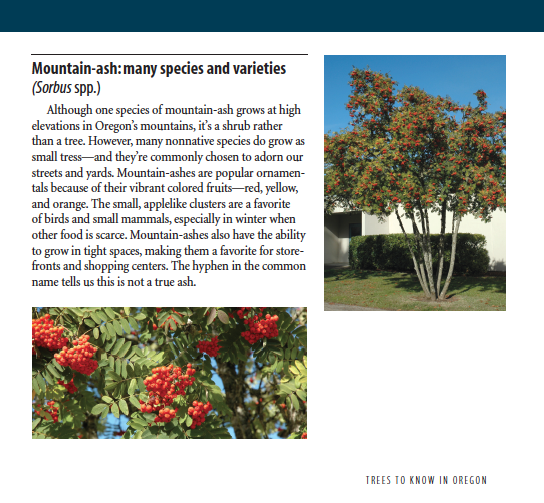 Mountain-ash: many species and varieties
(Sorbus spp.)
Although one species of mountain-ash grows at high
elevations in Oregon's mountains, it's a shrub rather
than a tree. However, many nonnative species do grow as
small tress—and they're commonly chosen to adorn our
streets and yards. Mountain-ashes are popular ornamen-
tals because of their vibrant colored fruits—red, yellow,
and orange. The small, applelike clusters are a favorite
of birds and small mammals, especially in winter when
other food is scarce. Mountain-ashes also have the ability
to grow in tight spaces, making them a favorite for store-
fronts and shopping centers. The hyphen in the common
name tells us this is not a true ash.
TREES TO KNOW IN OREGON